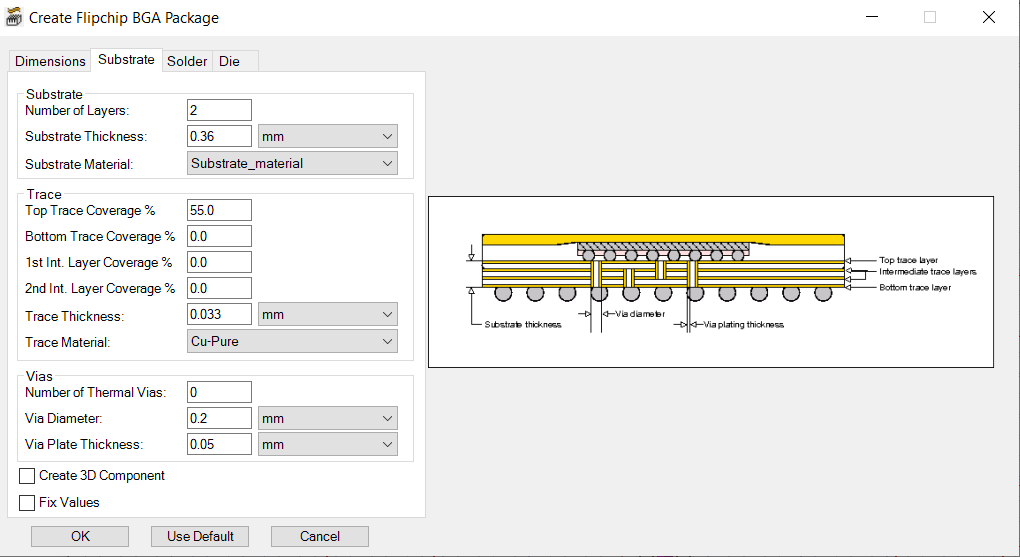 Create Flipchip BGA Package
Dimensions Substrate Solder Die
Substrate
Number of Layers: 2
Substrate Thickness: 0.36 mm
Substrate Material: Substrate_material
Trace
Top Trace Coverage % 55.0
Bottom Trace Coverage % 0.0
1st Int. Layer Coverage % 0.0
2nd Int. Layer Coverage % 0.0
Trace Thickness: 0.033 mm
Trace Material: Cu-Pure
Vias
Number of Thermal Vias: 0
Via Diameter: 0.2 mm
Via Plate Thickness: 0.05 mm
Create 3D Component
Fix Values
OK Use Default Cancel
Top trace layer
Intermediate trace layers
Bottom trace layer
Substrate thickness Via diameter Via plating thickness